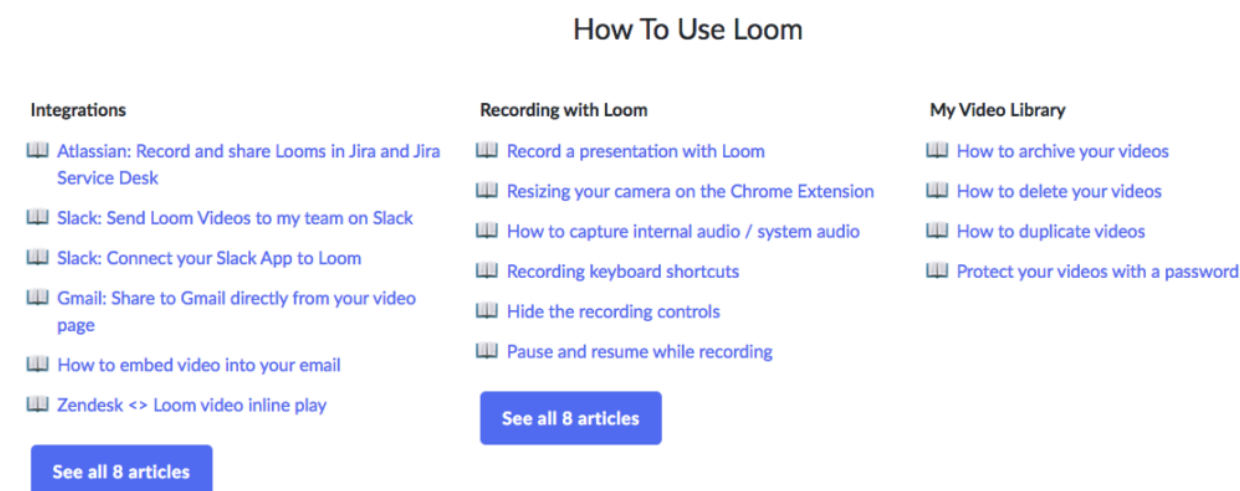 How To Use Loom
Integrations
Atlassian: Record and share Looms in Jira and Jira
Service Desk
Slack: Send Loom Videos to my team on Slack
Slack: Connect your Slack App to Loom
Gmail: Share to Gmail directly from your video
page
How to embed video into your email
Zendesk <> Loom video inline play
See all 8 articles
Recording with Loom
Record a presentation with Loom
Resizing your camera on the Chrome Extension
How to capture internal audio / system audio
Recording keyboard shortcuts
Hide the recording controls
Pause and resume while recording
See all 8 articles
My Video Library
How to archive your videos
How to delete your videos
How to duplicate videos
Protect your videos with a password